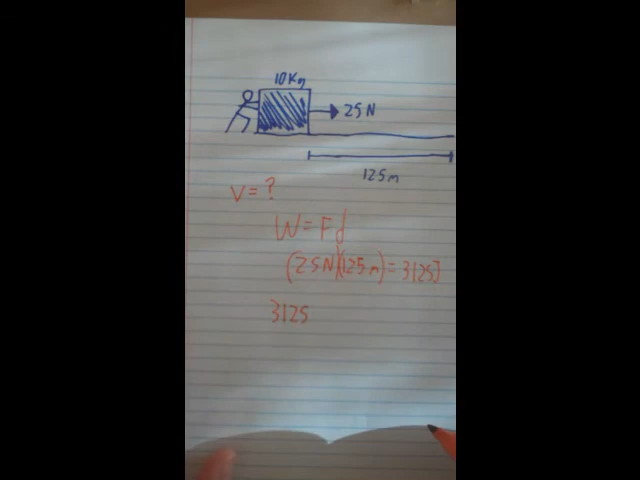 10Kg
25N
125m
V = ?
W = Fd
(25N)(125m) = 3125J
3125